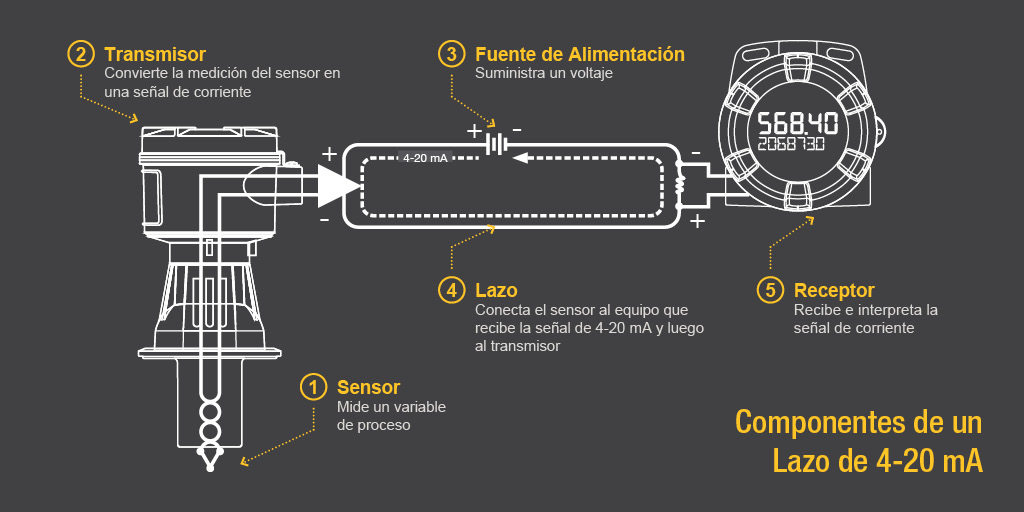 2 Transmisor
Convierte la medición del sensor en
una señal de corriente
3 Fuente de Alimentación
Suministra un voltaje
+ -
568.40
2068730
4-20 mA
+
-
-
+
4 Lazo
Conecta el sensor al equipo que
recibe la señal de 4-20 mA y luego
al transmisor
5 Receptor
Recibe e interpreta la
señal de corriente
1 Sensor
Mide un variable
de proceso
Componentes de un
Lazo de 4-20 mA